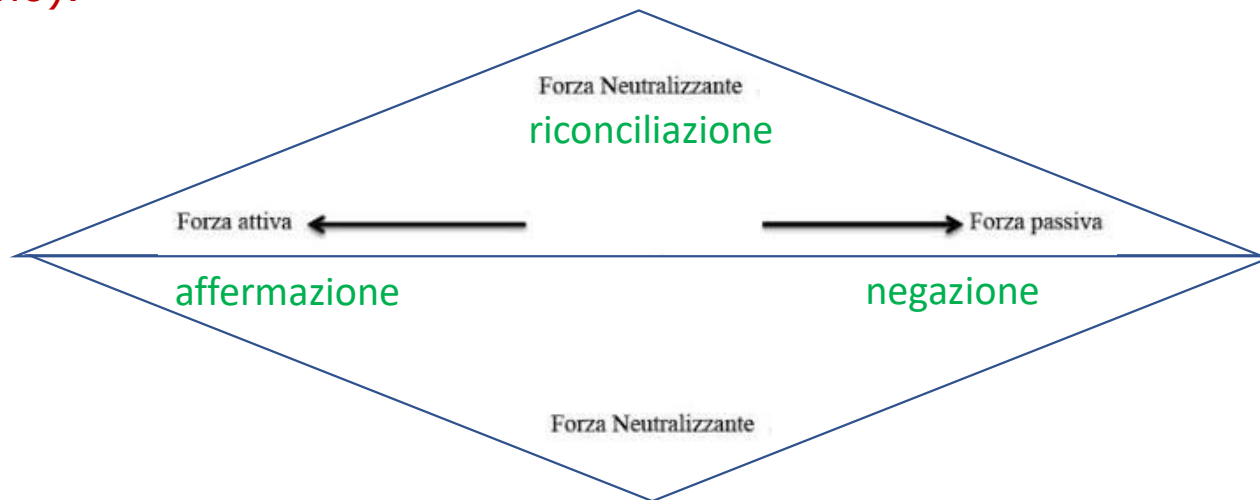 Forza Neutralizzante
riconciliazione
Forza attiva
Forza passiva
affermazione
negazione
Forza Neutralizzante